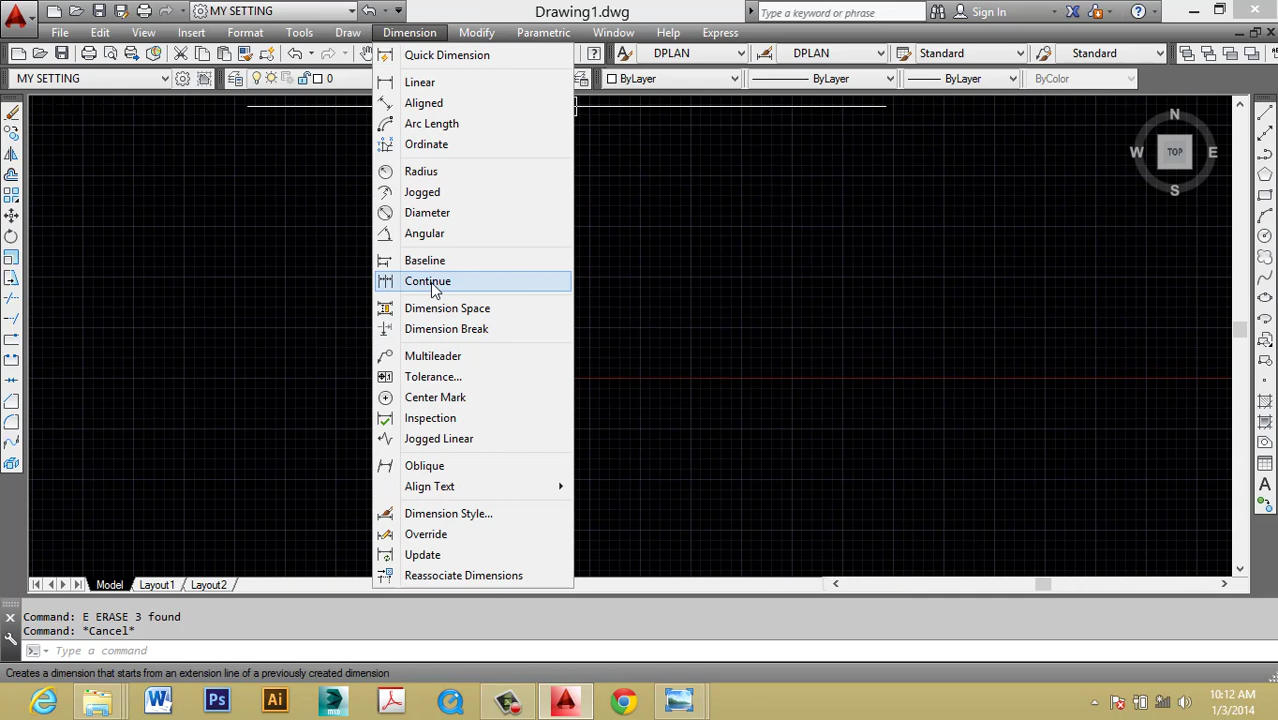 MY SETTING
Drawing1.dwg
Type a keyword or phrase
Sign In
File
Edit
View
Insert
Format
Tools
Draw
Dimension
Modify
Parametric
Window
Help
Express
DPLAN
DPLAN
Standard
Standard
MY SETTING
0
ByLayer
ByLayer
ByLayer
ByColor
Quick Dimension
Linear
Aligned
Arc Length
Ordinate
Radius
Jogged
Diameter
Angular
Baseline
Continue
Dimension Space
Dimension Break
Multileader
Tolerance...
Center Mark
Inspection
Jogged Linear
Oblique
Align Text
Dimension Style...
Override
Update
Reassociate Dimensions
N
W
TOP
E
S
Model
Layout1
Layout2
Command: E ERASE 3 found
Command: *Cancel*
Type a command
Creates a dimension that starts from an extension line of a previously created dimension
10:12 AM
1/3/2014